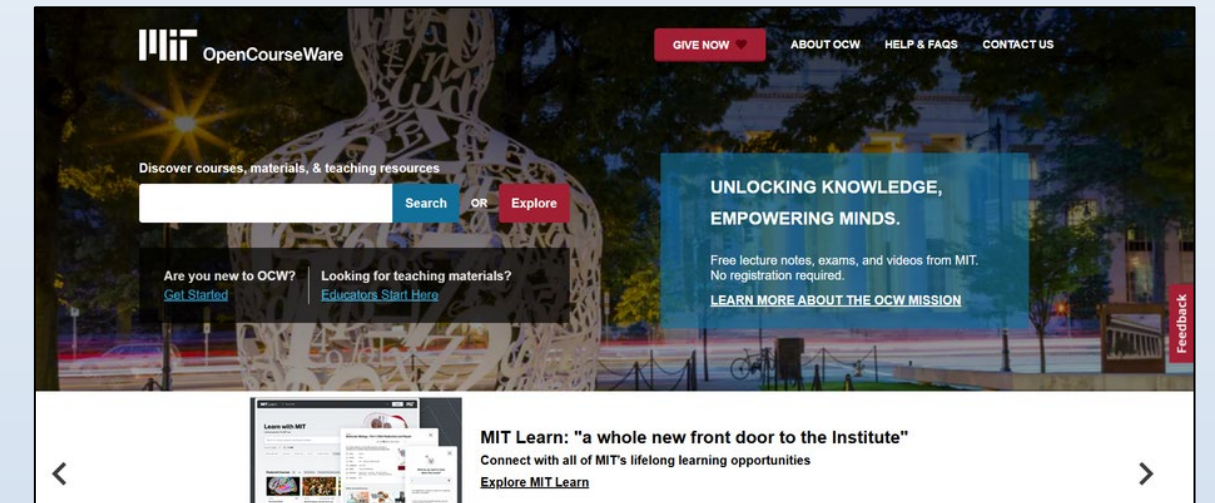 MIT OpenCourseWare
GIVE NOW
ABOUT OCW
HELP & FAQS
CONTACT US
Discover courses, materials, & teaching resources
Search
OR
Explore
Are you new to OCW?
Get Started
Looking for teaching materials?
Educators Start Here
UNLOCKING KNOWLEDGE,
EMPOWERING MINDS.
Free lecture notes, exams, and videos from MIT.
No registration required.
LEARN MORE ABOUT THE OCW MISSION
Feedback
Learn with MIT
MIT Learn: "a whole new front door to the Institute"
Connect with all of MIT's lifelong learning opportunities
Explore MIT Learn